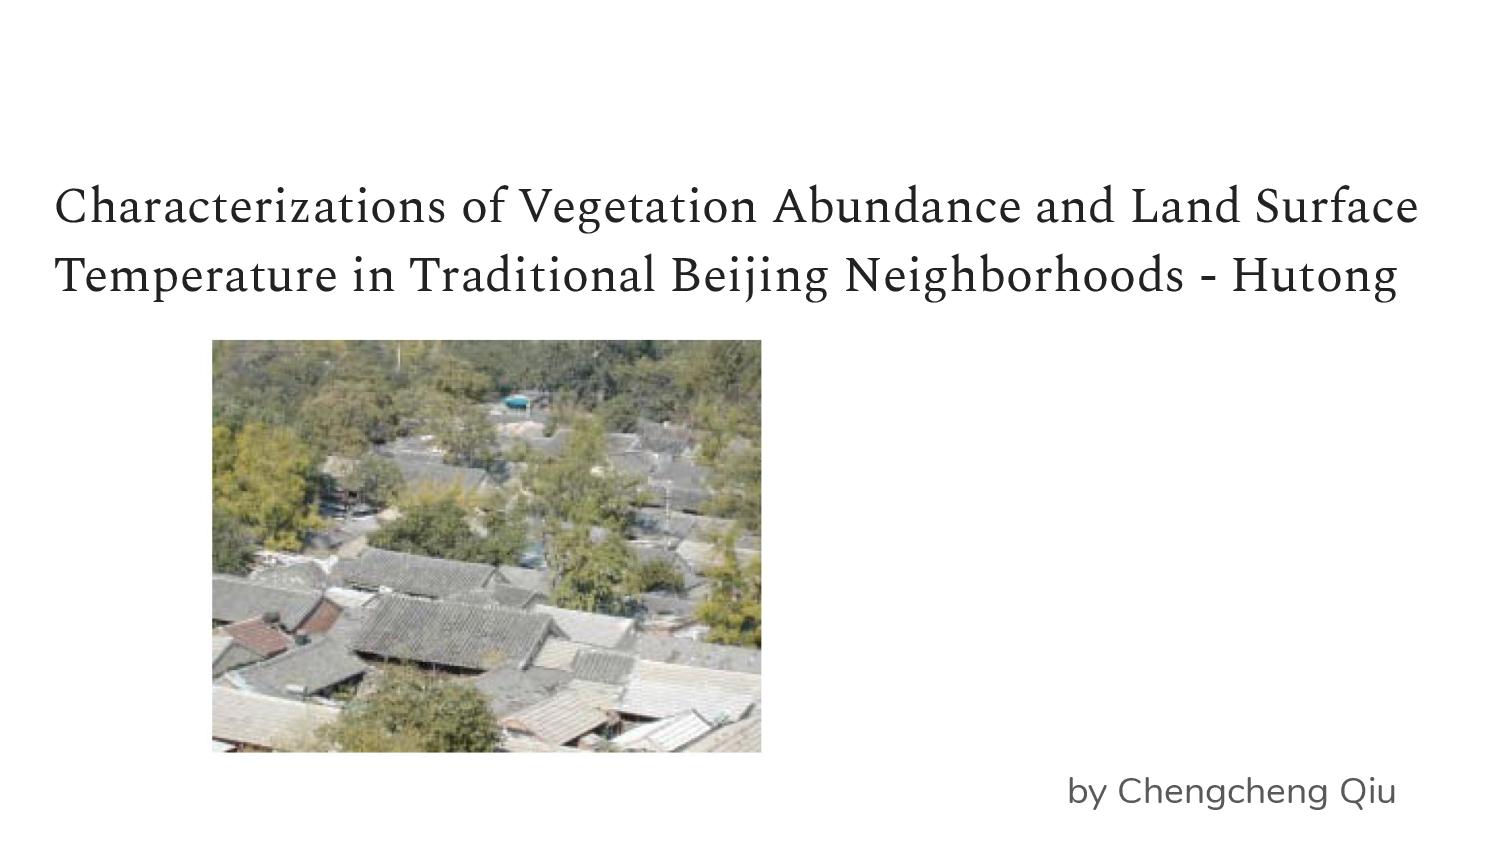 Characterizations of Vegetation Abundance and Land Surface
Temperature in Traditional Beijing Neighborhoods - Hutong
by Chengcheng Qiu